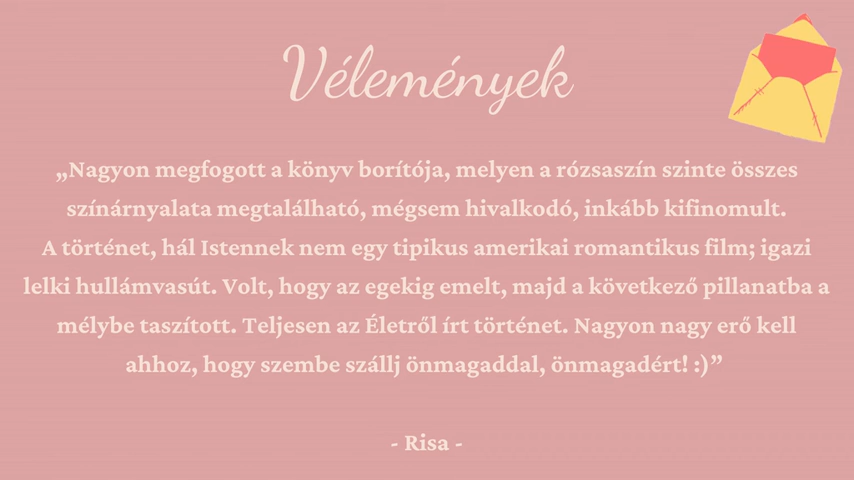 Vélemények
„Nagyon megfogott a könyv borítója, melyen a rózsaszín szinte összes
színárnyalata megtalálható, mégsem hivalkodó, inkább kifinomult.
A történet, hál Istennek nem egy tipikus amerikai romantikus film; igazi
lelki hullámvasút. Volt, hogy az egekig emelt, majd a következő pillanatba a
mélybe taszított. Teljesen az Életről írt történet. Nagyon nagy erő kell
ahhoz, hogy szembe szállj önmagaddal, önmagadért! :)”
- Risa -